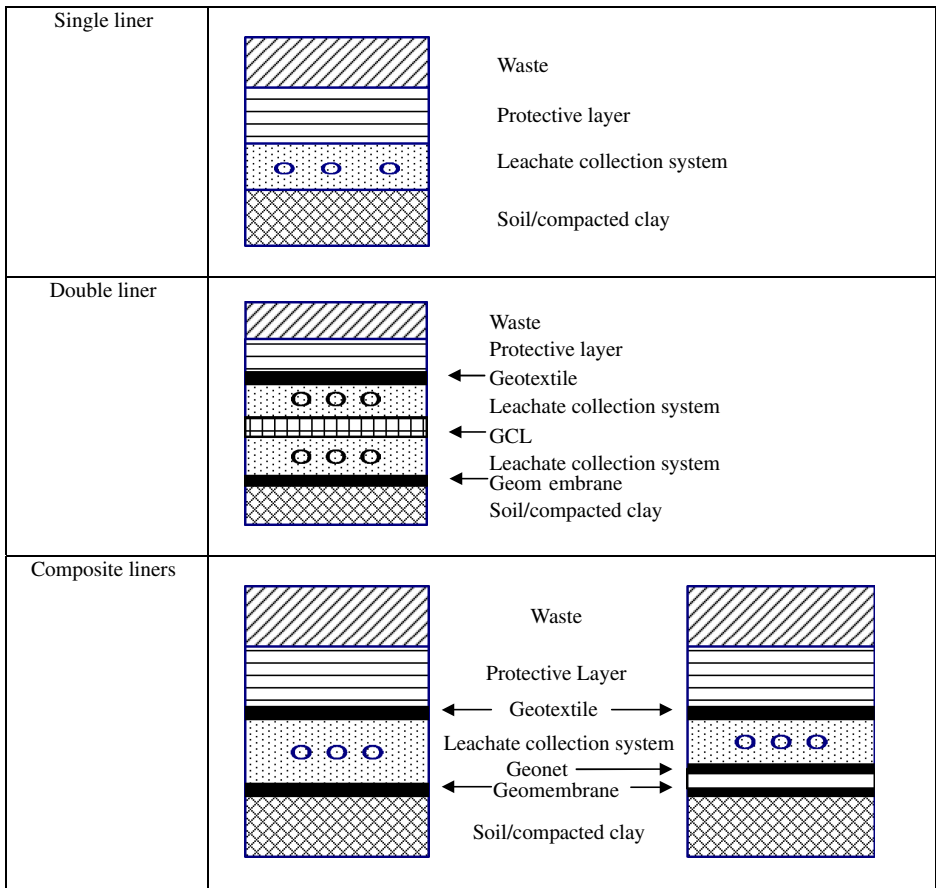 Single liner
Waste
Protective layer
Leachate collection system
Soil/compacted clay
Double liner
Waste
Protective layer
Geotextile
Leachate collection system
GCL
Leachate collection system
Geom embrane
Soil/compacted clay
Composite liners
Waste
Protective Layer
Geotextile
Leachate collection system
Geonet
Geomembrane
Soil/compacted clay